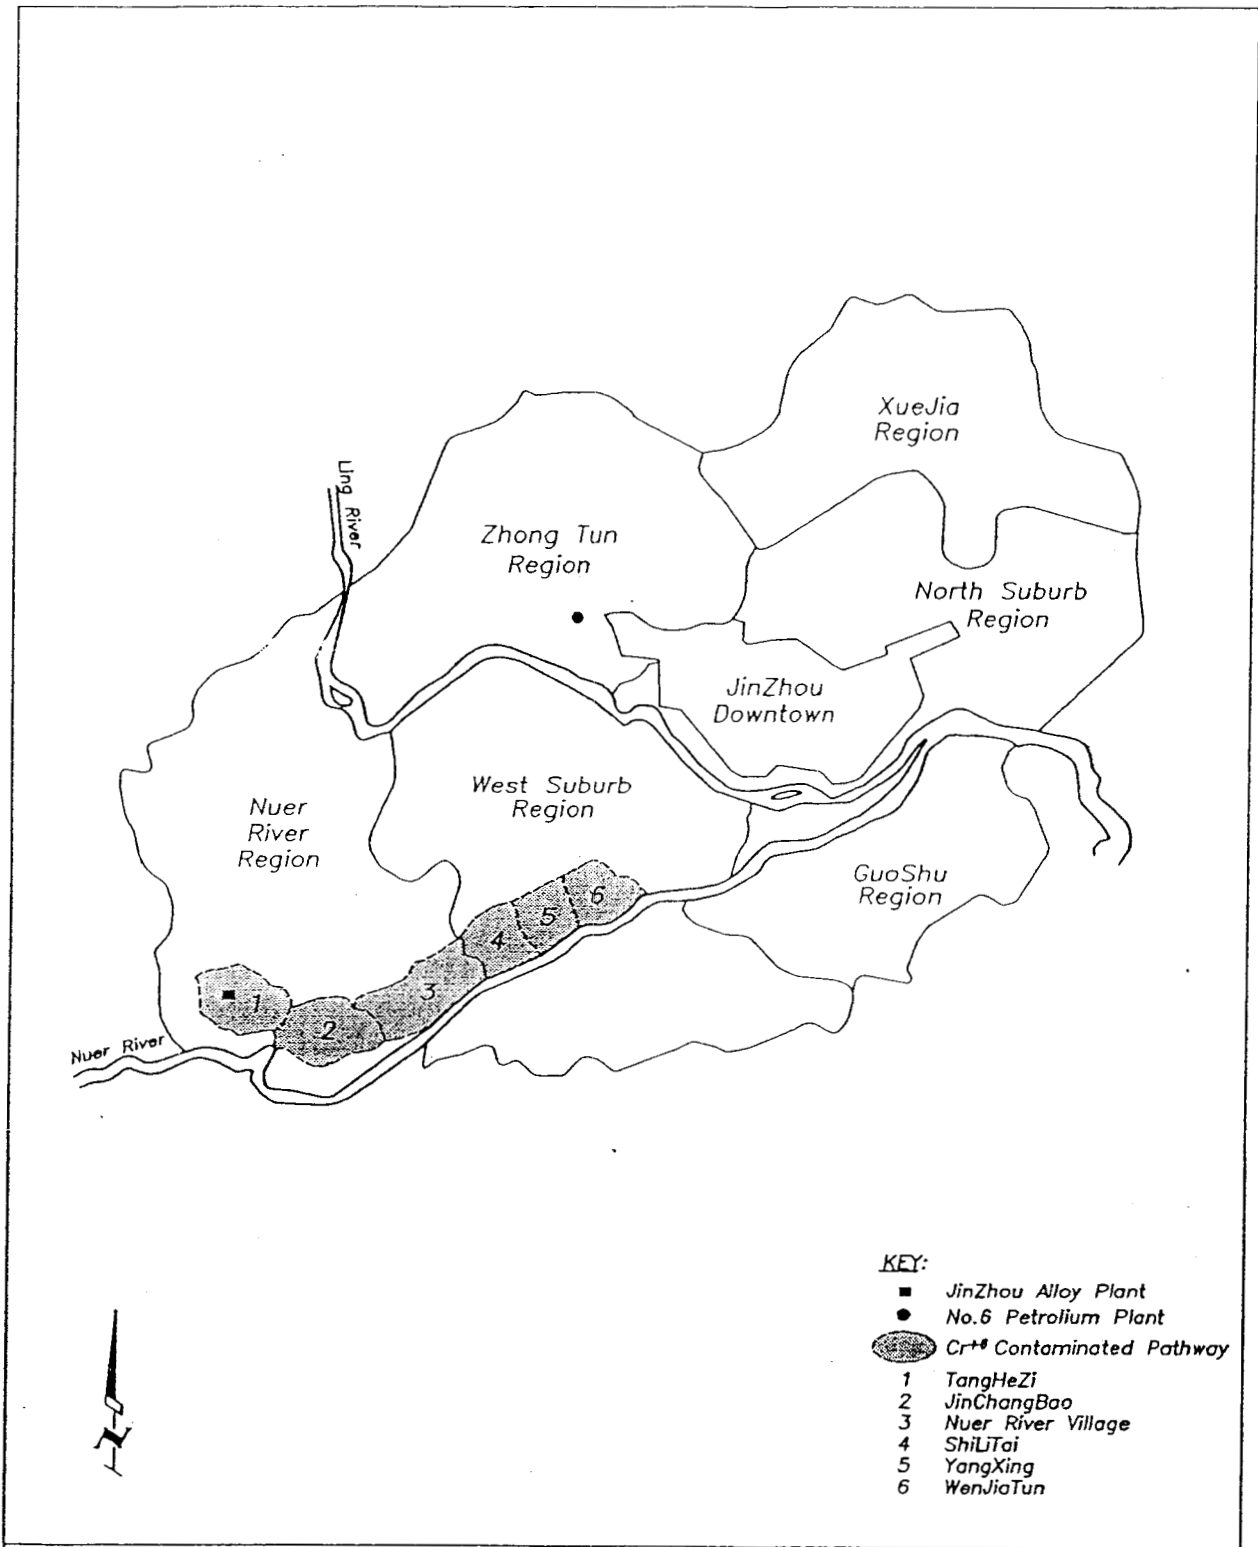 XueJia
Region
Ling River
Zhong Tun
Region
North Suburb
Region
JinZhou
Downtown
West Suburb
Region
Nuer
River
Region
GuoShu
Region
6
5
4
3
1
2
Nuer River
KEY:
JinZhou Alloy Plant
No.6 Petrolium Plant
Cr+6 Contaminated Pathway
1 TangHeZi
2 JinChangBao
3 Nuer River Village
4 ShiLiTai
5 YangXing
6 WenJiaTun
N